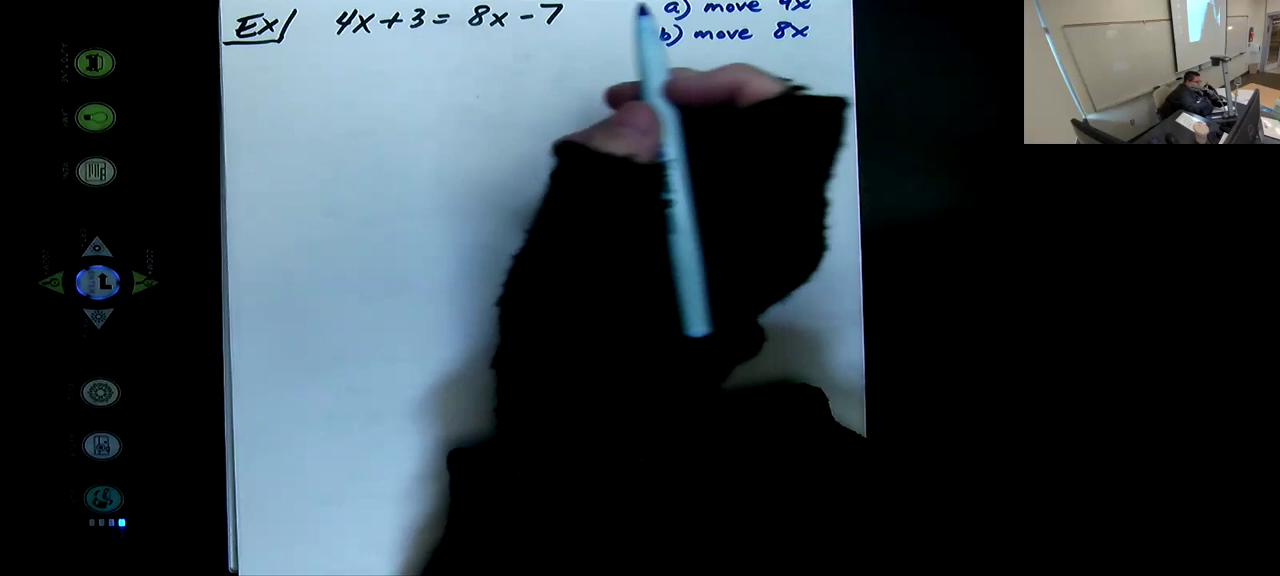 Ex/ 4x + 3 = 8x - 7
a) move 4x
b) move 8x